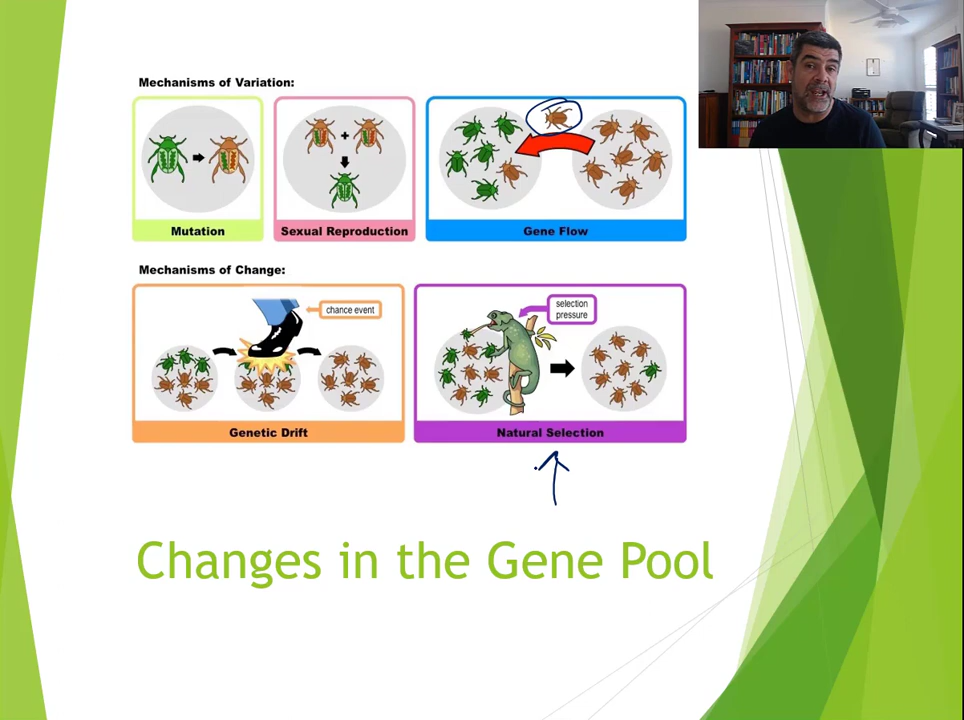 Mechanisms of Variation:
Mutation
Sexual Reproduction
Gene Flow
Mechanisms of Change:
chance event
Genetic Drift
selection
pressure
Natural Selection
Changes in the Gene Pool